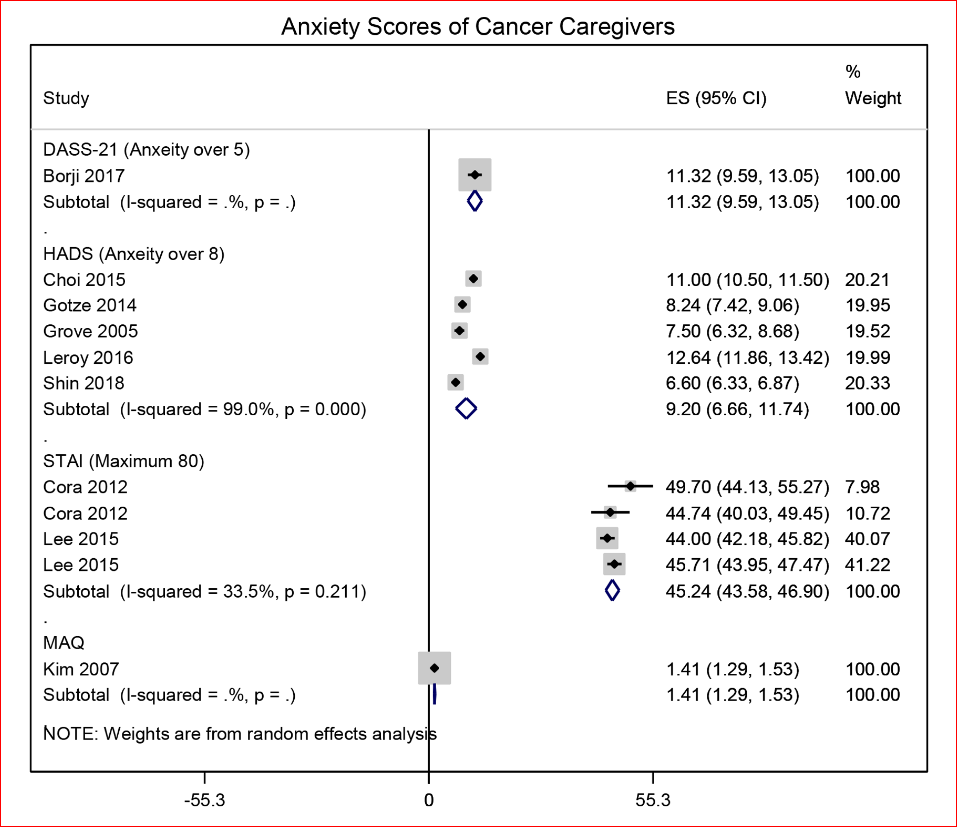 Anxiety Scores of Cancer Caregivers
%
Study ES (95% CI) Weight
DASS-21 (Anxeity over 5)
Borji 2017 11.32 (9.59, 13.05) 100.00
Subtotal (I-squared = .%, p = .) 11.32 (9.59, 13.05) 100.00
.
HADS (Anxeity over 8)
Choi 2015 11.00 (10.50, 11.50) 20.21
Gotze 2014 8.24 (7.42, 9.06) 19.95
Grove 2005 7.50 (6.32, 8.68) 19.52
Leroy 2016 12.64 (11.86, 13.42) 19.99
Shin 2018 6.60 (6.33, 6.87) 20.33
Subtotal (I-squared = 99.0%, p = 0.000) 9.20 (6.66, 11.74) 100.00
.
STAI (Maximum 80)
Cora 2012 49.70 (44.13, 55.27) 7.98
Cora 2012 44.74 (40.03, 49.45) 10.72
Lee 2015 44.00 (42.18, 45.82) 40.07
Lee 2015 45.71 (43.95, 47.47) 41.22
Subtotal (I-squared = 33.5%, p = 0.211) 45.24 (43.58, 46.90) 100.00
.
MAQ
Kim 2007 1.41 (1.29, 1.53) 100.00
Subtotal (I-squared = .%, p = .) 1.41 (1.29, 1.53) 100.00
.
NOTE: Weights are from random effects analysis
-55.3 0 55.3